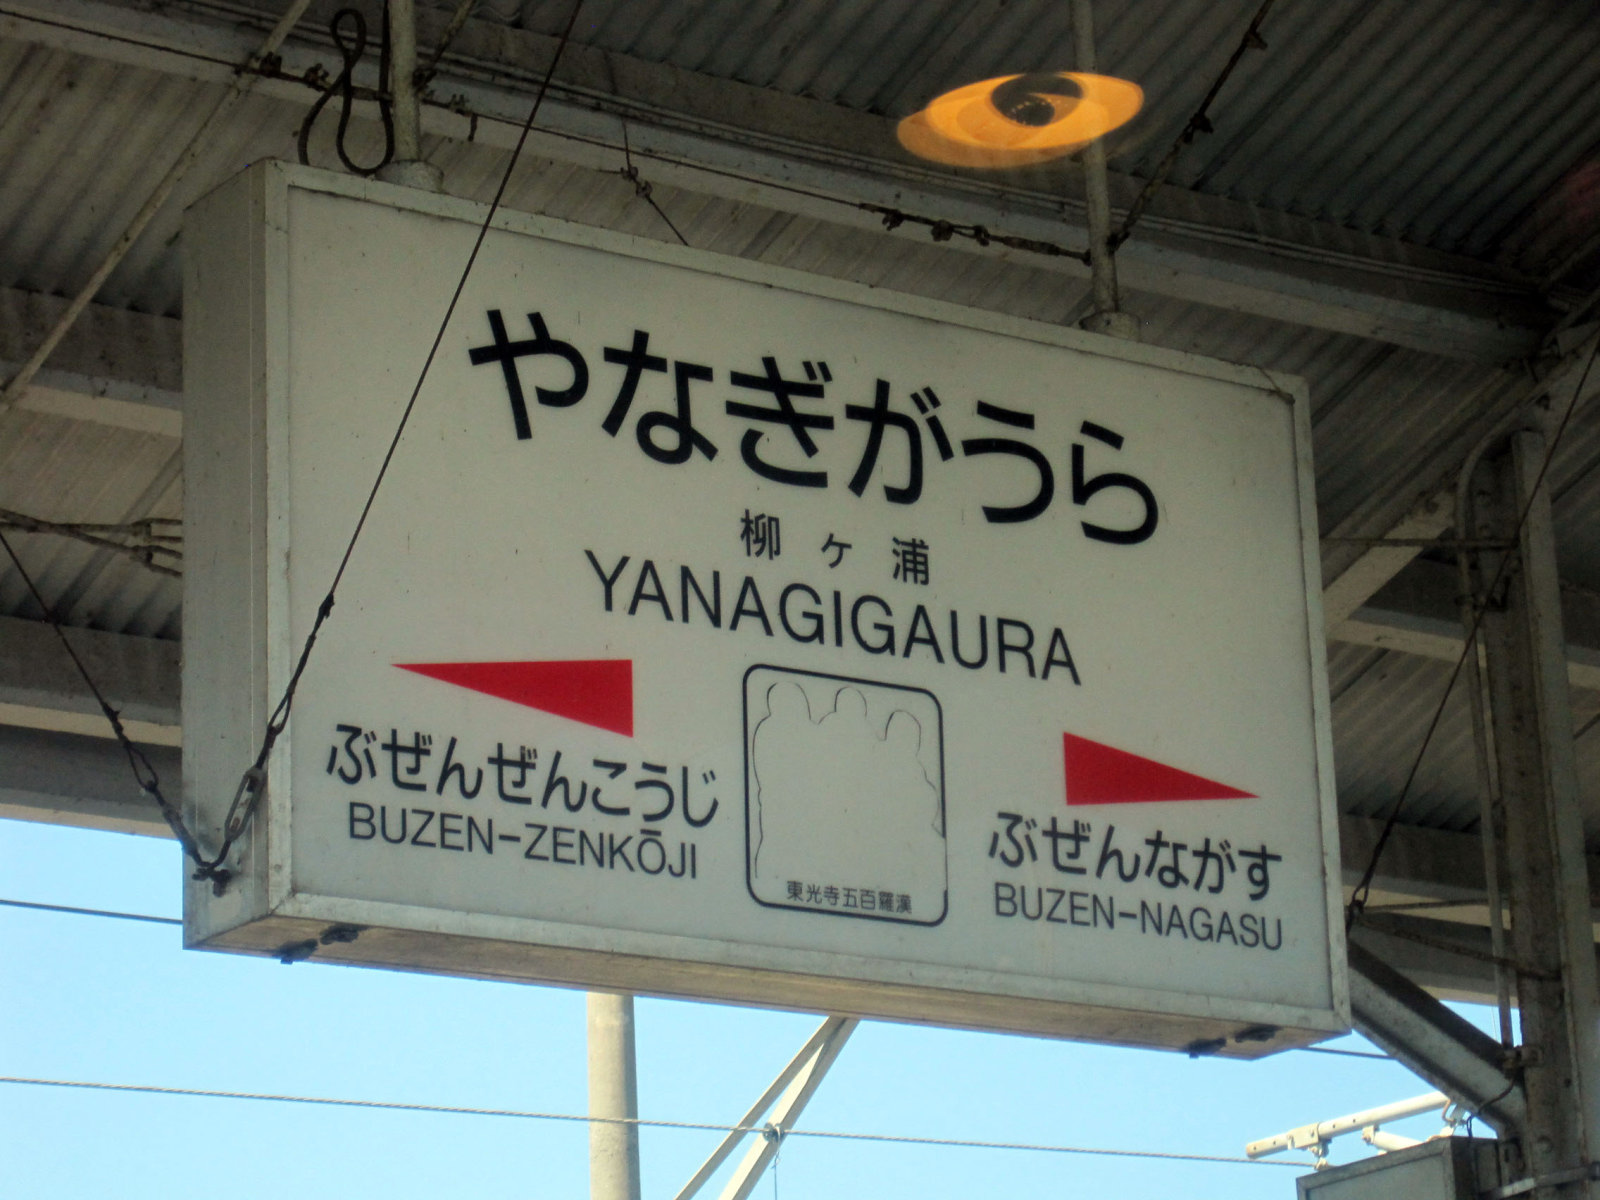 やなぎがうら
柳ヶ浦
YANAGIGAURA
ぶぜんぜんこうじ
BUZEN-ZENKŌJI
東光寺五百羅漢
ぶぜんながす
BUZEN-NAGASU